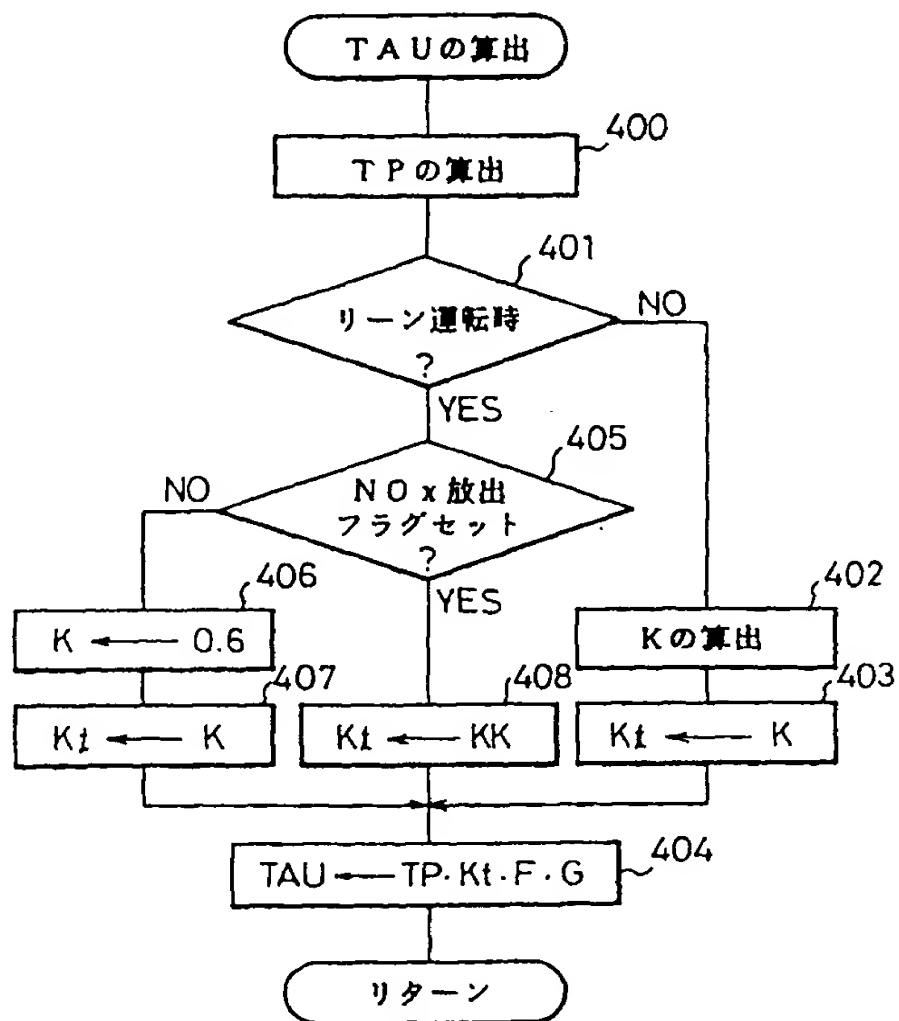 TAUの算出
400
TPの算出
401
リーン運転時
?
NO
YES
405
NOx放出
フラグセット
?
NO
YES
406
K ← 0.6
402
Kの算出
407
Kt ← K
408
Kt ← KK
403
Kt ← K
404
TAU ← TP・Kt・F・G
リターン